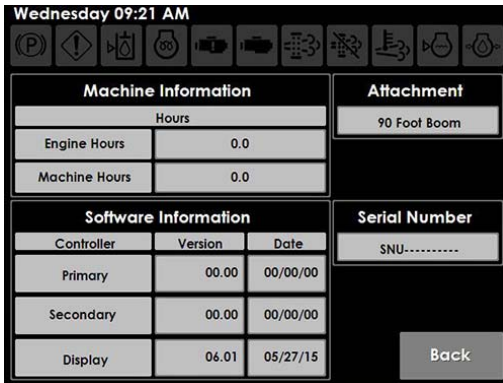 Wednesday 09:21 AM
(P)
Machine Information
Hours
Engine Hours 0.0
Machine Hours 0.0
Attachment
90 Foot Boom
Software Information
Controller Version Date
Primary 00.00 00/00/00
Secondary 00.00 00/00/00
Display 06.01 05/27/15
Serial Number
SNU----------
Back